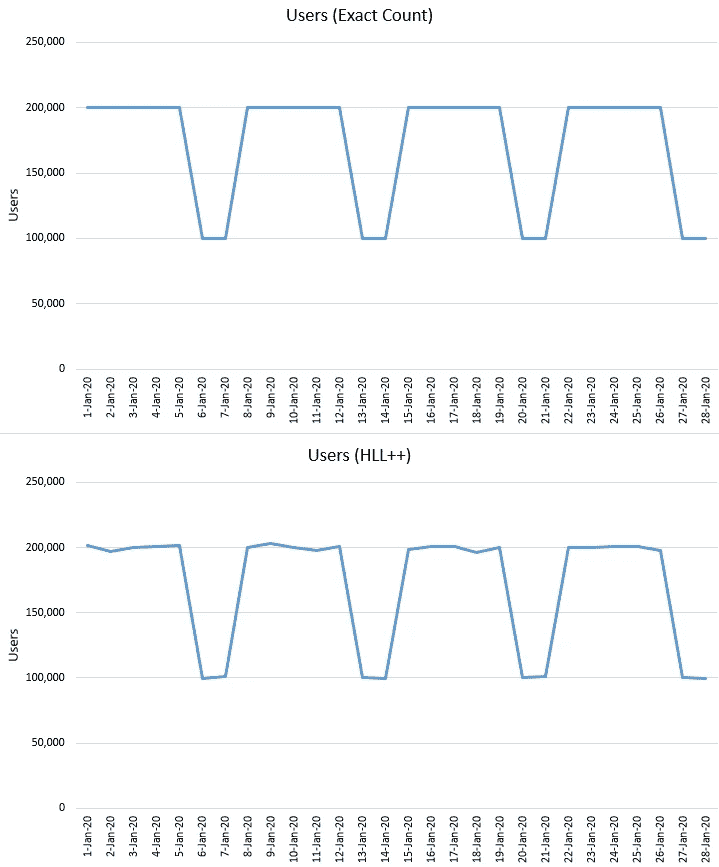 Users (Exact Count)
250,000
200,000
150,000
100,000
50,000
0
Users
1-Jan-20
2-Jan-20
3-Jan-20
4-Jan-20
5-Jan-20
6-Jan-20
7-Jan-20
8-Jan-20
9-Jan-20
10-Jan-20
11-Jan-20
12-Jan-20
13-Jan-20
14-Jan-20
15-Jan-20
16-Jan-20
17-Jan-20
18-Jan-20
19-Jan-20
20-Jan-20
21-Jan-20
22-Jan-20
23-Jan-20
24-Jan-20
25-Jan-20
26-Jan-20
27-Jan-20
28-Jan-20
Users (HLL++)
250,000
200,000
150,000
100,000
50,000
0
Users
1-Jan-20
2-Jan-20
3-Jan-20
4-Jan-20
5-Jan-20
6-Jan-20
7-Jan-20
8-Jan-20
9-Jan-20
10-Jan-20
11-Jan-20
12-Jan-20
13-Jan-20
14-Jan-20
15-Jan-20
16-Jan-20
17-Jan-20
18-Jan-20
19-Jan-20
20-Jan-20
21-Jan-20
22-Jan-20
23-Jan-20
24-Jan-20
25-Jan-20
26-Jan-20
27-Jan-20
28-Jan-20